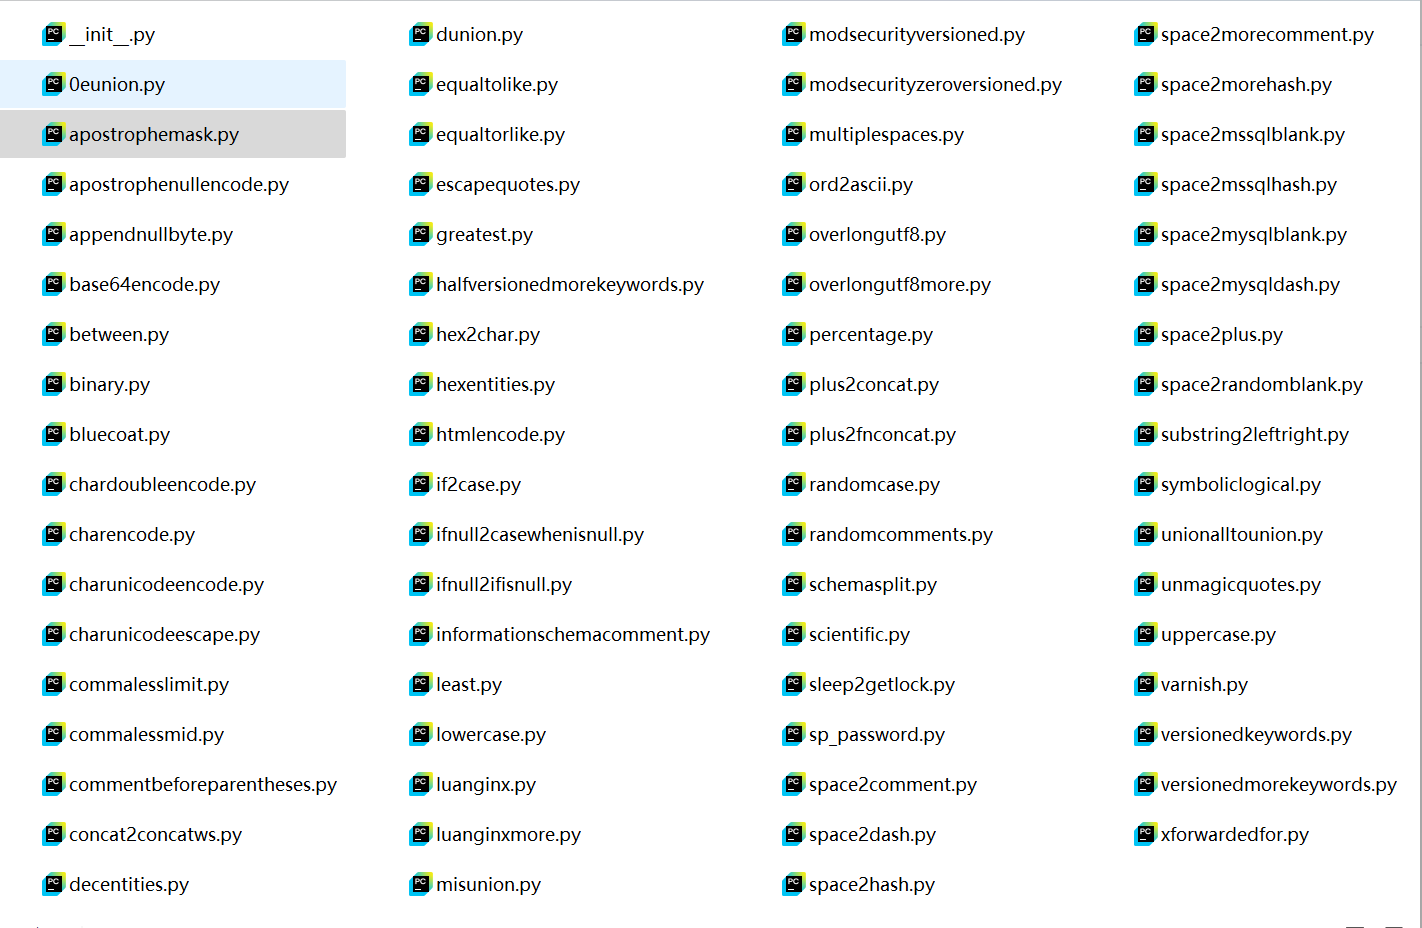 __init__.py
0eunion.py
apostrophemask.py
apostrophenullencode.py
appendnullbyte.py
base64encode.py
between.py
binary.py
bluecoat.py
chardoubleencode.py
charencode.py
charunicodeencode.py
charunicodeescape.py
commalesslimit.py
commalessmid.py
commentbeforeparentheses.py
concat2concatws.py
decentities.py
dunion.py
equaltolike.py
equaltorlike.py
escapequotes.py
greatest.py
halfversionedmorekeywords.py
hex2char.py
hexentities.py
htmlencode.py
if2case.py
ifnull2casewhenisnull.py
ifnull2ifisnull.py
informationschemacomment.py
least.py
lowercase.py
luanginx.py
luanginxmore.py
misunion.py
modsecurityversioned.py
modsecurityzeroversioned.py
multiplespaces.py
ord2ascii.py
overlongutf8.py
overlongutf8more.py
percentage.py
plus2concat.py
plus2fnconcat.py
randomcase.py
randomcomments.py
schemasplit.py
scientific.py
sleep2getlock.py
sp_password.py
space2comment.py
space2dash.py
space2hash.py
space2morecomment.py
space2morehash.py
space2mssqlblank.py
space2mssqlhash.py
space2mysqlblank.py
space2mysqldash.py
space2plus.py
space2randomblank.py
substring2leftright.py
symboliclogical.py
unionalltounion.py
unmagicquotes.py
uppercase.py
varnish.py
versionedkeywords.py
versionedmorekeywords.py
xforwardedfor.py